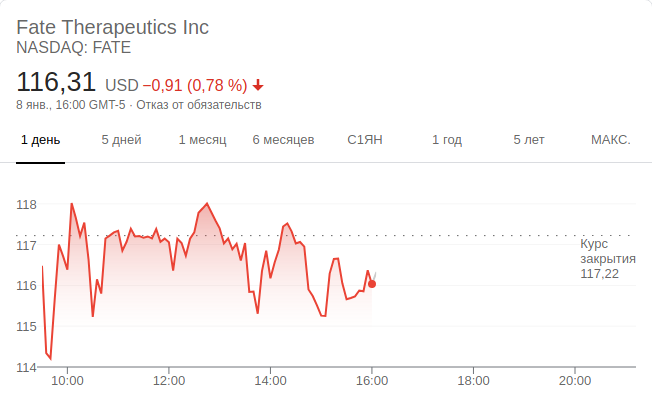 Fate Therapeutics Inc
NASDAQ: FATE
116,31 USD −0,91 (0,78 %)
8 янв., 16:00 GMT-5 · Отказ от обязательств
1 день 5 дней 1 месяц 6 месяцев С1ЯН 1 год 5 лет МАКС.
118
117
116
115
114
Курс
закрытия
117,22
10:00 12:00 14:00 16:00 18:00 20:00